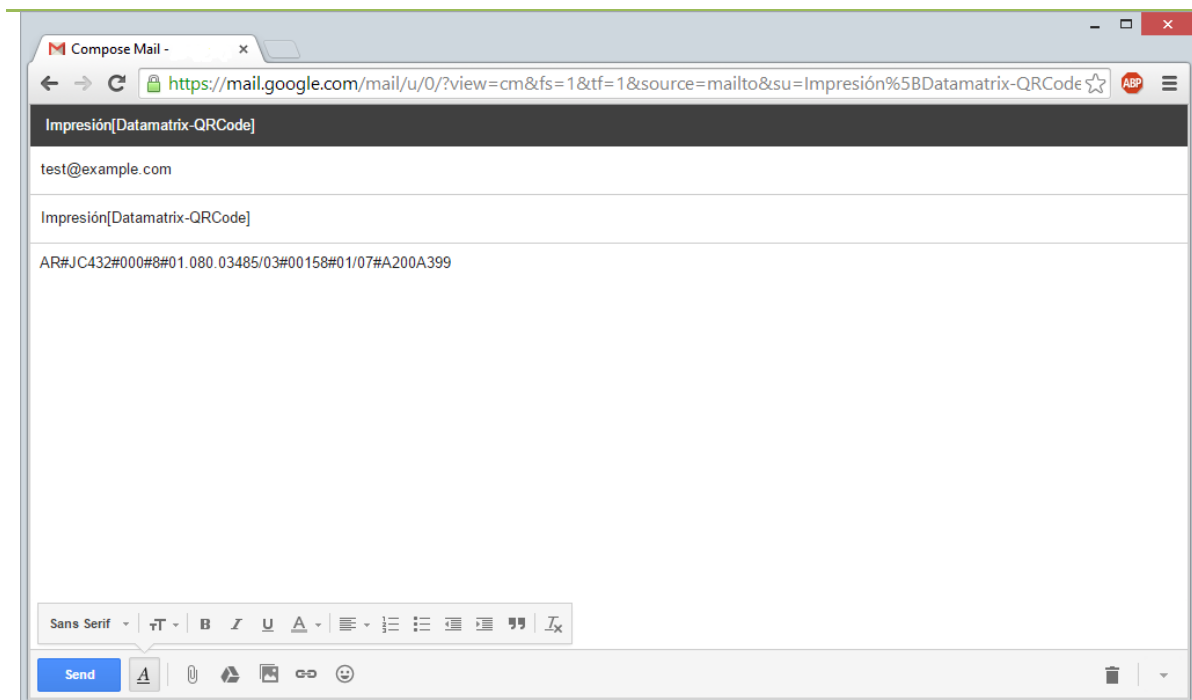 Compose Mail -
https://mail.google.com/mail/u/0/?view=cm&fs=1&tf=1&source=mailto&su=Impresión%5BDatamatrix-QRCode
ABP
Impresión[Datamatrix-QRCode]
test@example.com
Impresión[Datamatrix-QRCode]
AR#JC432#000#8#01.080.03485/03#00158#01/07#A200A399
Sans Serif
Send